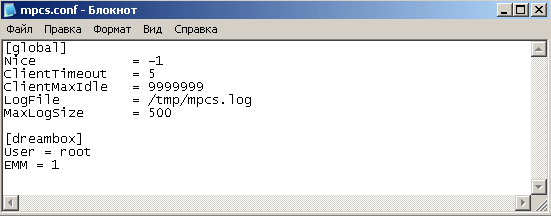 mpcs.conf - Блокнот
Файл Правка Формат Вид Справка
[global]
Nice = -1
ClientTimeout = 5
ClientMaxIdle = 9999999
LogFile = /tmp/mpcs.log
MaxLogSize = 500
[dreambox]
User = root
EMM = 1